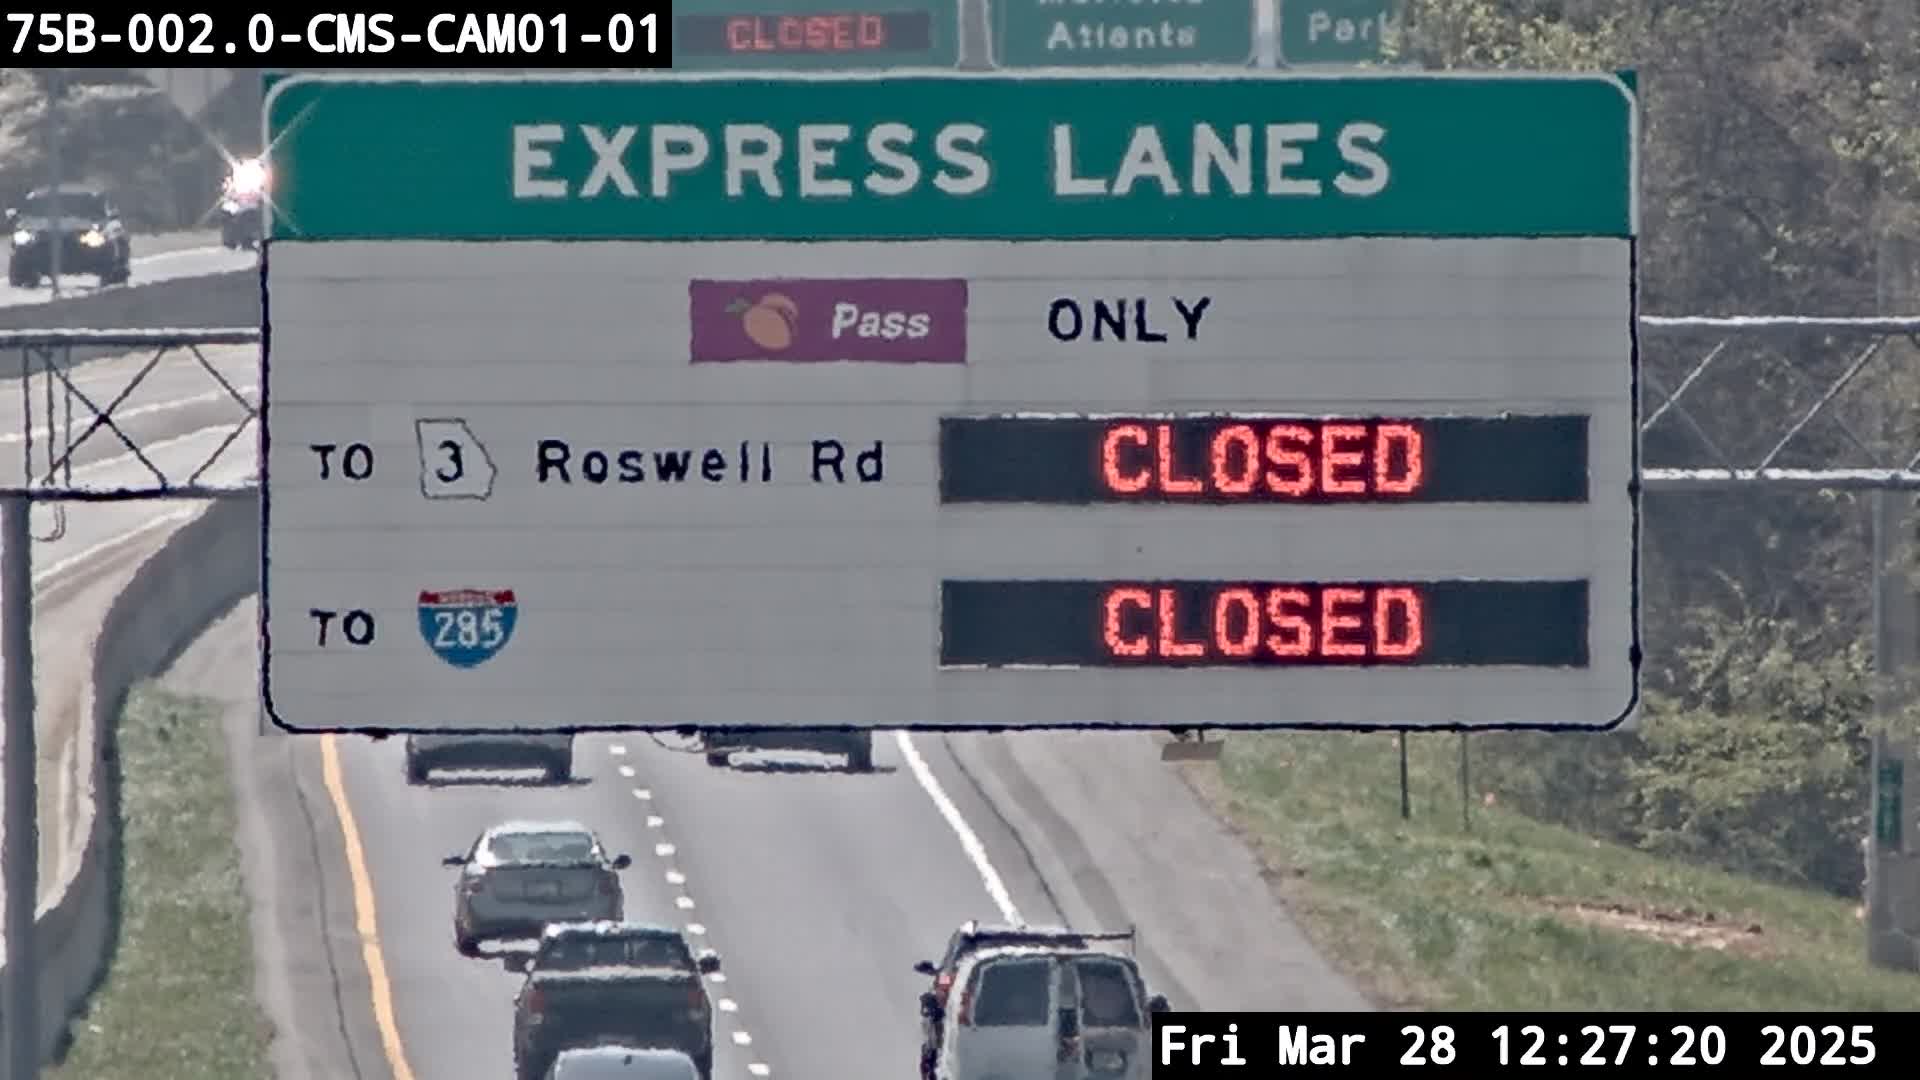 75B-002.0-CMS-CAM01-01
CLOSED
Atlanta
EXPRESS LANES
Pass ONLY
TO 3 Roswell Rd CLOSED
TO 285 CLOSED
Fri Mar 28 12:27:20 2025